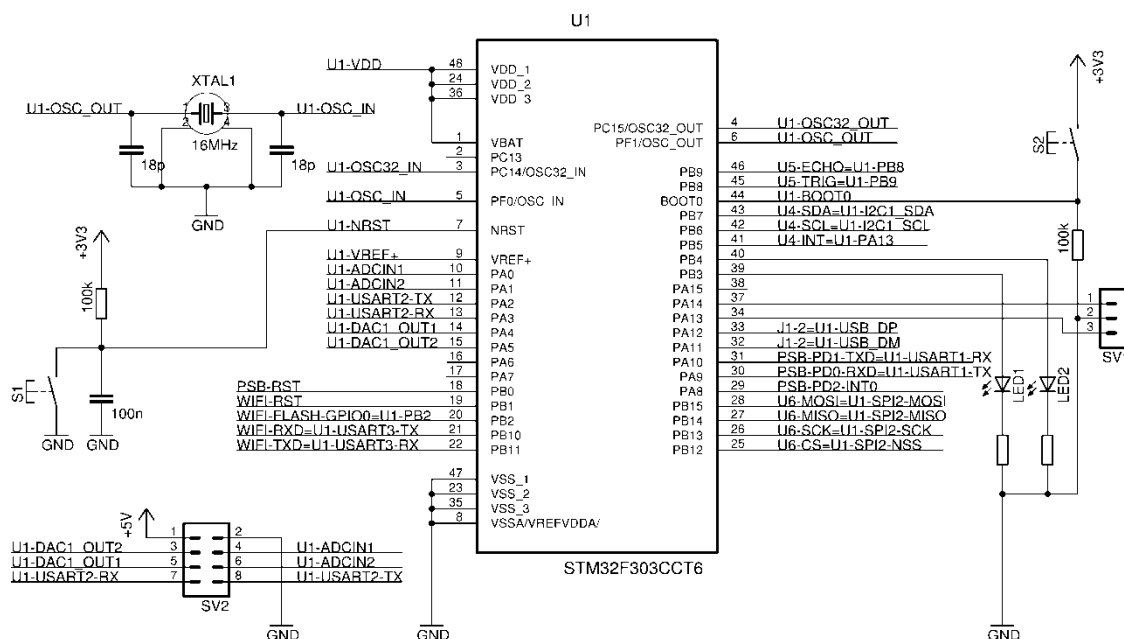 U1
XTAL1
U1-OSC_OUT
1
3
2
4
U1-OSC_IN
16MHz
18p
18p
GND
+3V3
100k
S1
100n
GND
GND
U1-VDD
48
VDD_1
24
VDD_2
36
VDD_3
1
VBAT
2
PC13
U1-OSC32_IN
3
PC14/OSC32_IN
U1-OSC_IN
5
PF0/OSC_IN
U1-NRST
7
NRST
U1-VREF+
9
VREF+
U1-ADCIN1
10
PA0
U1-ADCIN2
11
PA1
U1-USART2-TX
12
PA2
U1-USART2-RX
13
PA3
U1-DAC1_OUT1
14
PA4
U1-DAC1_OUT2
15
PA5
16
PA6
17
PA7
PSB-RST
18
PB0
WIFI-RST
19
PB1
WIFI-FLASH-GPIO0=U1-PB2
20
PB2
WIFI-RXD=U1-USART3-TX
21
PB10
WIFI-TXD=U1-USART3-RX
22
PB11
47
VSS_1
23
VSS_2
35
VSS_3
8
VSSA/VREFVDDA/
GND
STM32F303CCT6
PC15/OSC32_OUT
4
U1-OSC32_OUT
PF1/OSC_OUT
6
U1-OSC_OUT
PB9
46
U5-ECHO=U1-PB8
PB8
45
U5-TRIG=U1-PB9
BOOT0
44
U1-BOOT0
PB7
43
U4-SDA=U1-I2C1_SDA
PB6
42
U4-SCL=U1-I2C1_SCL
PB5
41
U4-INT=U1-PA13
PB4
40
PB3
39
PA15
38
PA14
37
PA13
34
PA12
33
J1-2=U1-USB_DP
PA11
32
J1-2=U1-USB_DM
PA10
31
PSB-PD1-TXD=U1-USART1-RX
PA9
30
PSB-PD0-RXD=U1-USART1-TX
PA8
29
PSB-PD2-INT0
PB15
28
U6-MOSI=U1-SPI2-MOSI
PB14
27
U6-MISO=U1-SPI2-MISO
PB13
26
U6-SCK=U1-SPI2-SCK
PB12
25
U6-CS=U1-SPI2-NSS
+3V3
S2
100k
1
2
3
SV1
LED1
LED2
GND
+5V
1
2
U1-DAC1_OUT2
3
4
U1-ADCIN1
U1-DAC1_OUT1
5
6
U1-ADCIN2
U1-USART2-RX
7
8
U1-USART2-TX
SV2
GND